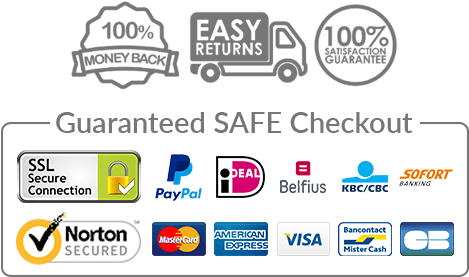 100%
MONEY BACK
EASY
RETURNS
100%
SATISFACTION
GUARANTEE
Guaranteed SAFE Checkout
SSL
Secure
Connection
PayPal
iDEAL
Belfius
KBC/CBC
SOFORT
BANKING
Norton
SECURED
MasterCard
AMERICAN
EXPRESS
VISA
Bancontact
Mister Cash
CB